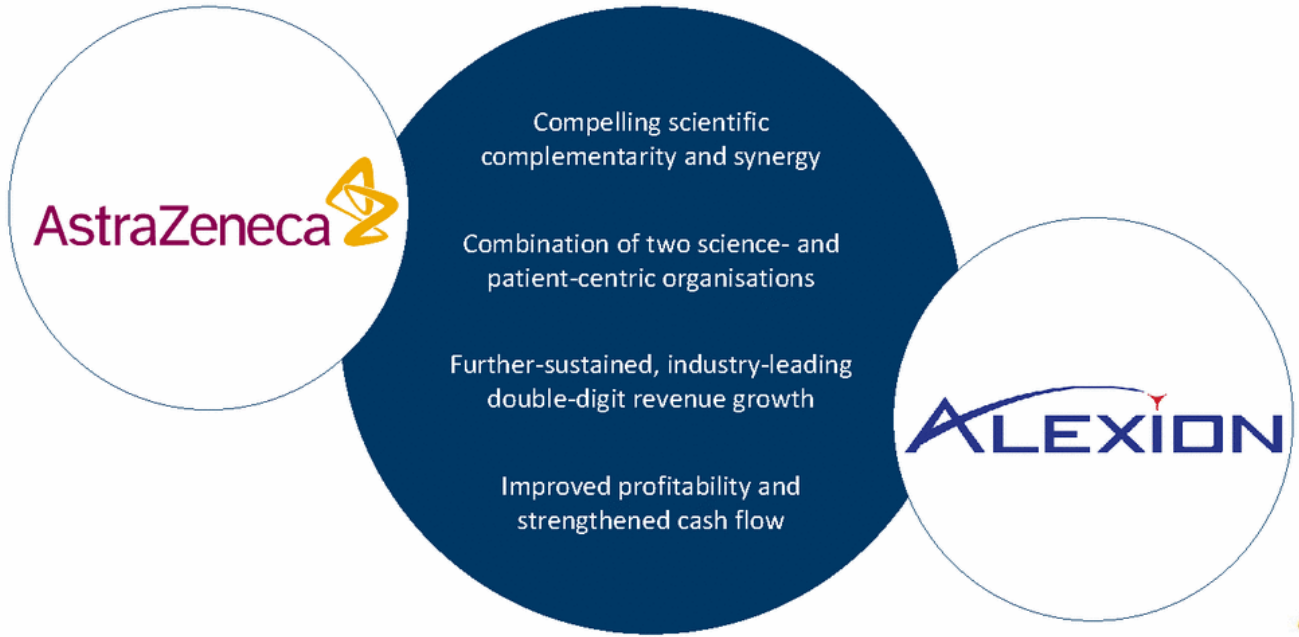 AstraZeneca
Compelling scientific
complementarity and synergy
Combination of two science- and
patient-centric organisations
Further-sustained, industry-leading
double-digit revenue growth
Improved profitability and
strengthened cash flow
ALEXION